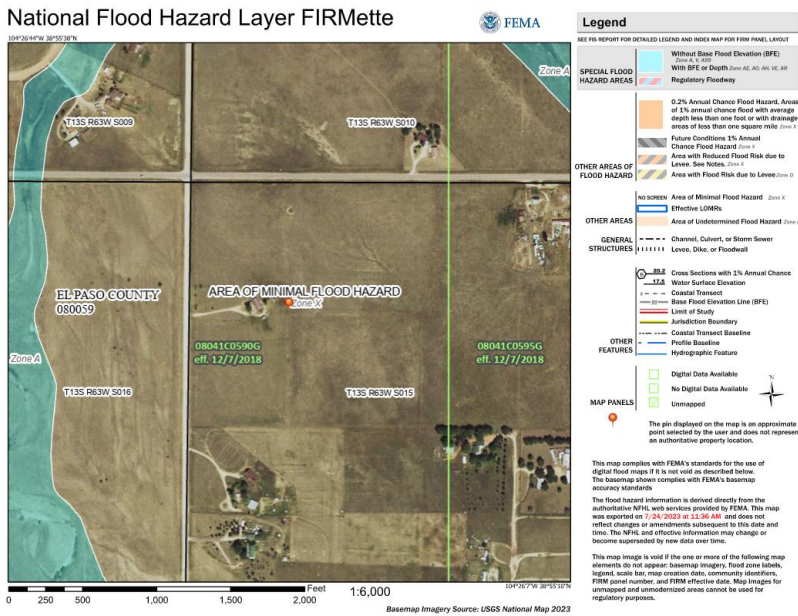 National Flood Hazard Layer FIRMette
FEMA
Legend
SEE FIS REPORT FOR DETAILED LEGEND AND INDEX MAP FOR FIRM PANEL LAYOUT
104°26'44"W 38°55'38"N
Zone A
T13S R63W S009
T13S R63W S010
EL PASO COUNTY
080059
AREA OF MINIMAL FLOOD HAZARD
Zone X
08041C0590G
eff. 12/7/2018
08041C0595G
eff. 12/7/2018
Zone A
T13S R63W S016
T13S R63W S015
104°26'7"W 38°55'10"N
Feet
1:6,000
0
250
500
1,000
1,500
2,000
Basemap Imagery Source: USGS National Map 2023
SPECIAL FLOOD
HAZARD AREAS
Without Base Flood Elevation (BFE)
Zone A, V, A99
With BFE or Depth Zone AE, AO, AH, VE, AR
Regulatory Floodway
0.2% Annual Chance Flood Hazard, Areas
of 1% annual chance flood with average
depth less than one foot or with drainage
areas of less than one square mile Zone X
Future Conditions 1% Annual
Chance Flood Hazard Zone X
Area with Reduced Flood Risk due to
Levee. See Notes. Zone X
Area with Flood Risk due to Levee Zone D
OTHER AREAS OF
FLOOD HAZARD
NO SCREEN Area of Minimal Flood Hazard Zone X
Effective LOMRs
OTHER AREAS
Area of Undetermined Flood Hazard Zone
GENERAL
STRUCTURES
Channel, Culvert, or Storm Sewer
Levee, Dike, or Floodwall
B 20.2 Cross Sections with 1% Annual Chance
17.5 Water Surface Elevation
8 Coastal Transect
513 Base Flood Elevation Line (BFE)
Limit of Study
Jurisdiction Boundary
Coastal Transect Baseline
OTHER
FEATURES
Profile Baseline
Hydrographic Feature
Digital Data Available
No Digital Data Available
Unmapped
MAP PANELS
N
The pin displayed on the map is an approximate
point selected by the user and does not represen
an authoritative property location.
This map complies with FEMA's standards for the use of
digital flood maps if it is not void as described below.
The basemap shown complies with FEMA's basemap
accuracy standards
The flood hazard information is derived directly from the
authoritative NFHL web services provided by FEMA. This map
was exported on 7/24/2023 at 11:36 AM and does not
reflect changes or amendments subsequent to this date and
time. The NFHL and effective information may change or
become superseded by new data over time.
This map image is void if the one or more of the following map
elements do not appear: basemap imagery, flood zone labels,
legend, scale bar, map creation date, community identifiers,
FIRM panel number, and FIRM effective date. Map images for
unmapped and unmodernized areas cannot be used for
regulatory purposes.